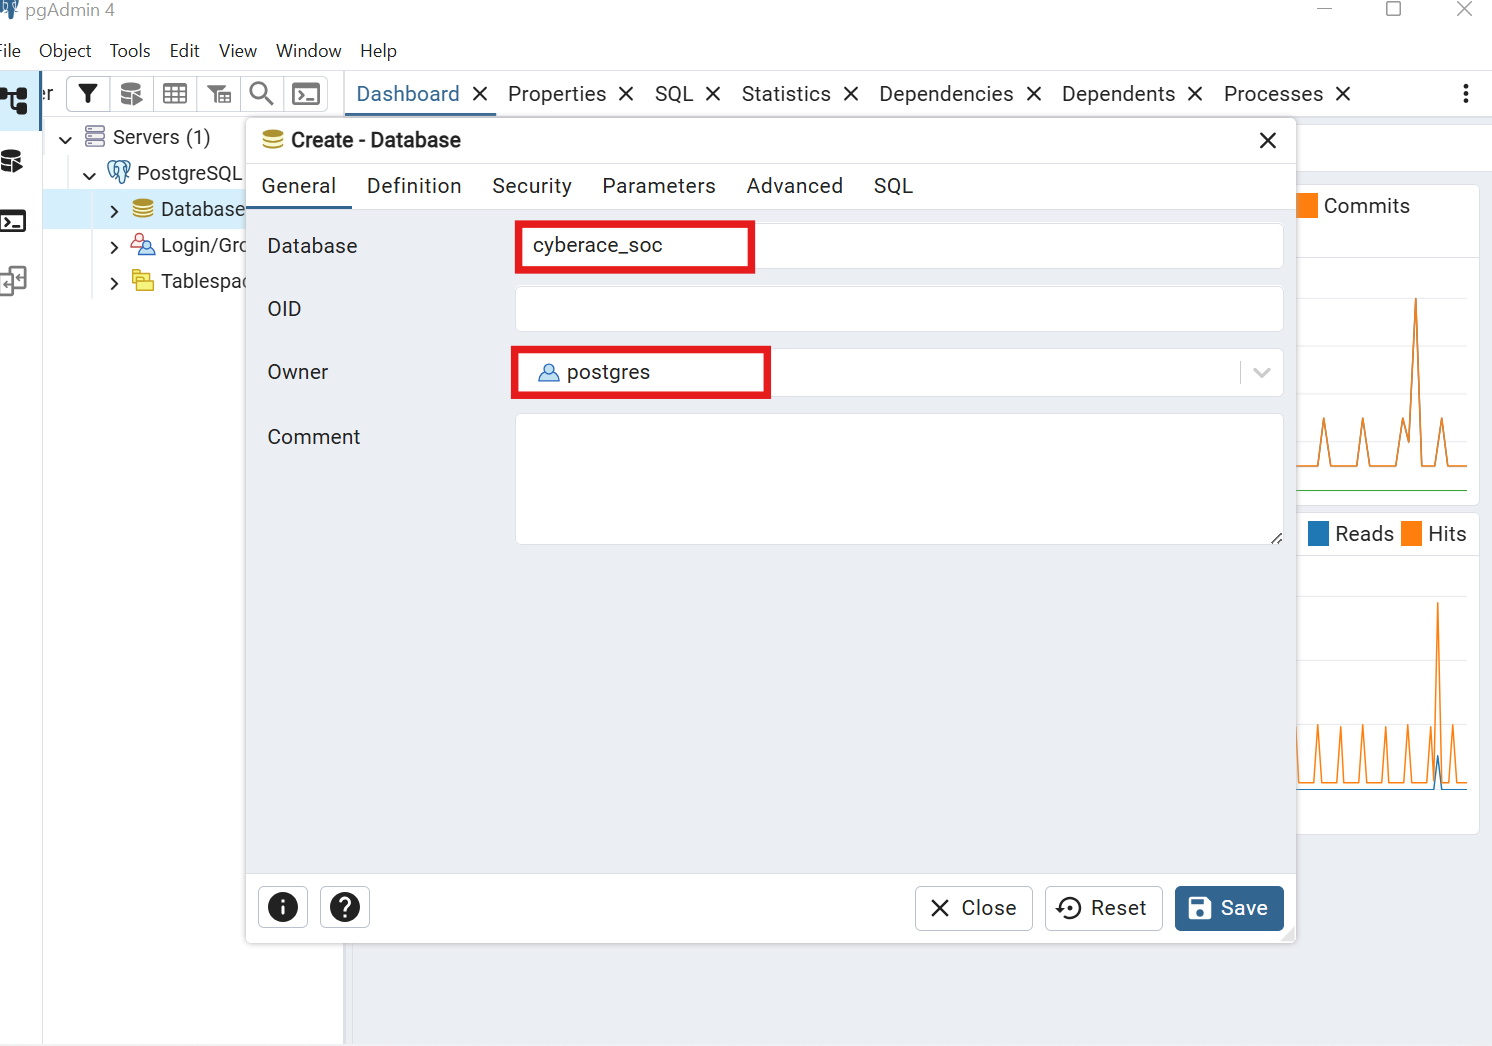 pgAdmin 4
File Object Tools Edit View Window Help
Dashboard Properties SQL Statistics Dependencies Dependents Processes
Servers (1)
PostgreSQL
Create - Database
General Definition Security Parameters Advanced SQL
Database
Login/Gro
Tablespac
Database cyberace_soc
OID
Owner postgres
Comment
Commits
Reads Hits
Close Reset Save